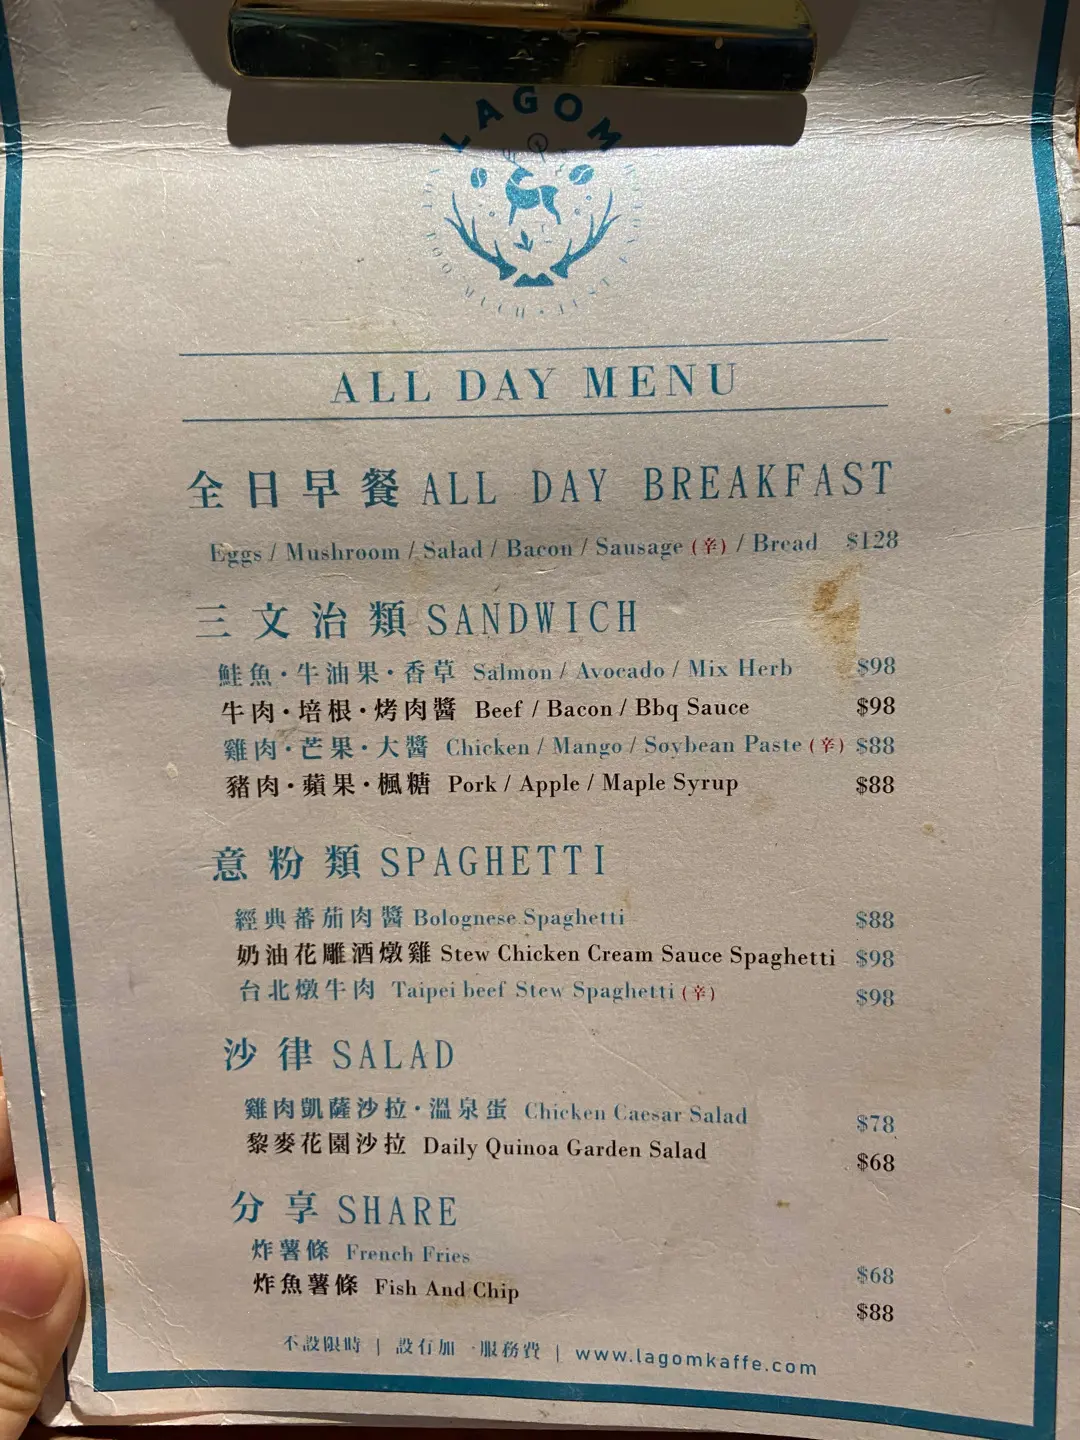 LAGOM
ALL DAY MENU
全日早餐 ALL DAY BREAKFAST
Eggs / Mushroom / Salad / Bacon / Sausage (辛) / Bread $128
三文治類 SANDWICH
鮭魚・牛油果・香草 Salmon / Avocado / Mix Herb $98
牛肉・培根・烤肉醬 Beef / Bacon / Bbq Sauce $98
雞肉・芒果・大醬 Chicken / Mango / Soybean Paste (辛) $88
豬肉・蘋果・楓糖 Pork / Apple / Maple Syrup $88
意粉類 SPAGHETTI
經典蕃茄肉醬 Bolognese Spaghetti $88
奶油花雕酒燉雞 Stew Chicken Cream Sauce Spaghetti $98
台北燉牛肉 Taipei beef Stew Spaghetti (辛) $98
沙律 SALAD
雞肉凱薩沙拉・溫泉蛋 Chicken Caesar Salad $78
黎麥花園沙拉 Daily Quinoa Garden Salad $68
分享 SHARE
炸薯條 French Fries $68
炸魚薯條 Fish And Chip $88
不設限時 | 設有加一服務費 | www.lagomkaffe.com